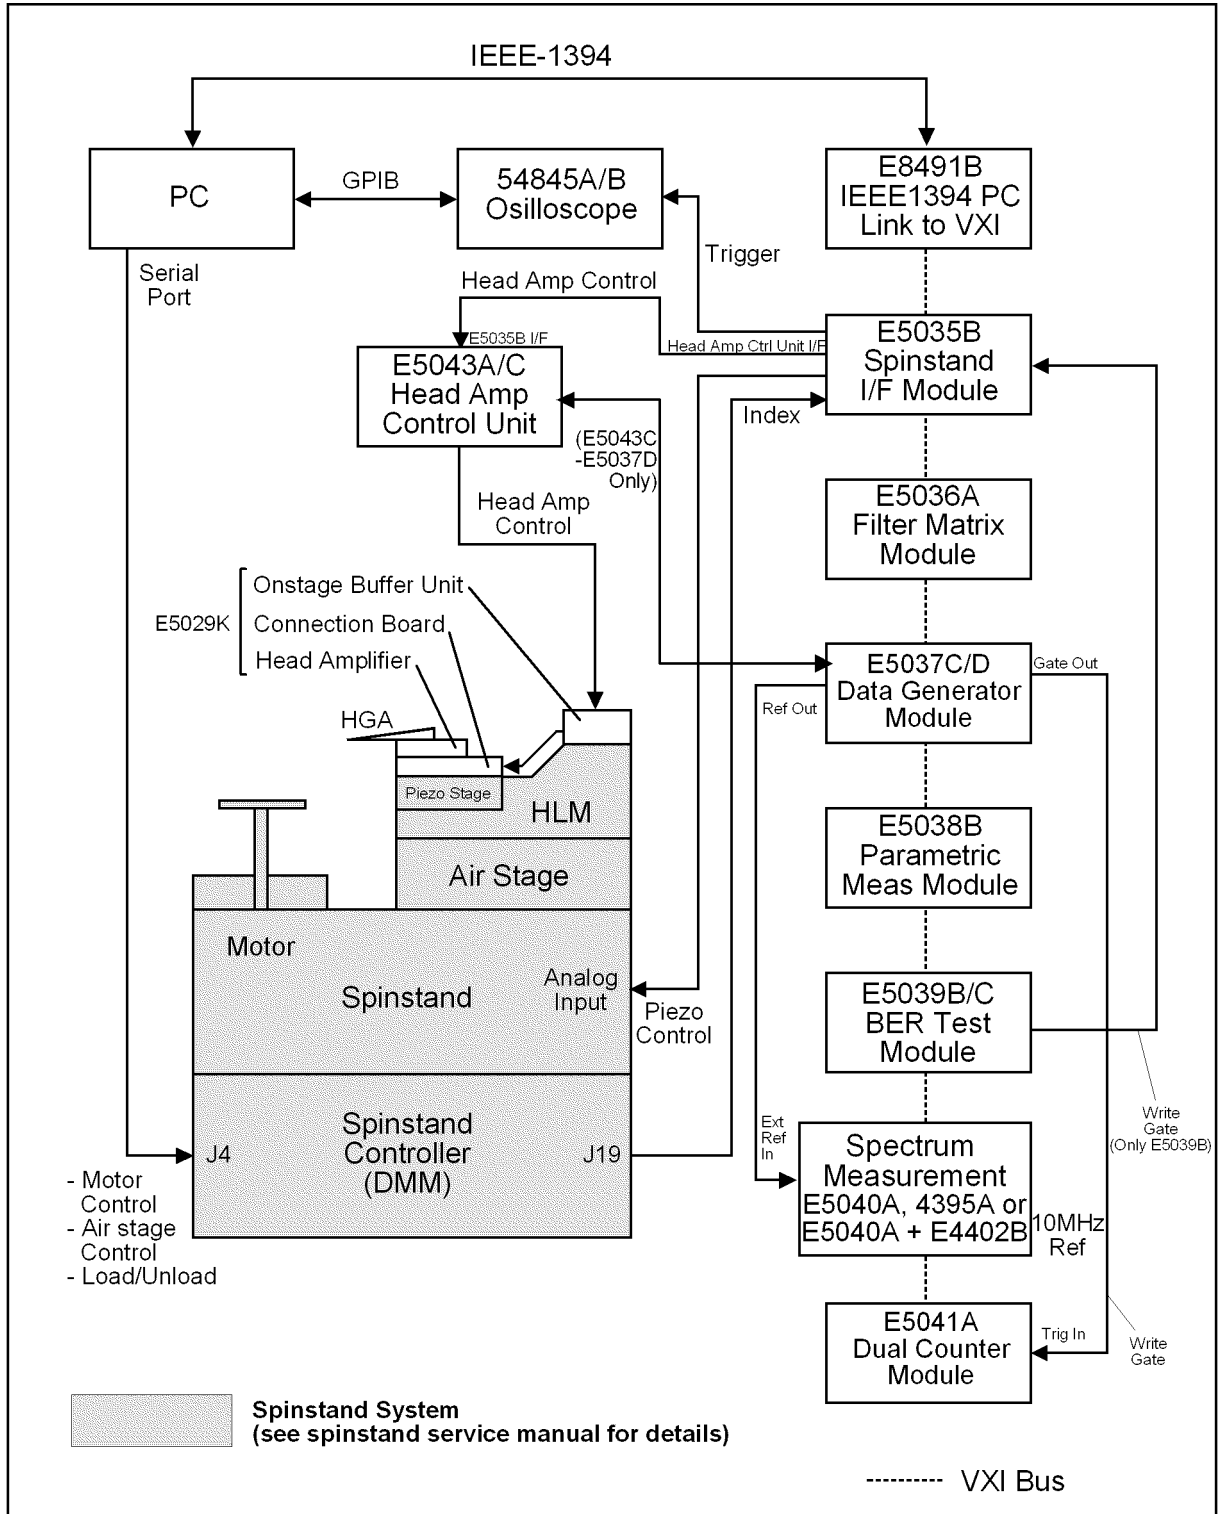 IEEE-1394
PC
GPIB
54845A/B
Osilloscope
E8491B
IEEE1394 PC
Link to VXI
Serial
Port
Trigger
Head Amp Control
E5035B I/F
Head Amp Ctrl Unit I/F
E5035B
Spinstand
I/F Module
E5043A/C
Head Amp
Control Unit
Index
(E5043C
-E5037D
Only)
Head Amp
Control
E5036A
Filter Matrix
Module
E5029K
Onstage Buffer Unit
Connection Board
Head Amplifier
E5037C/D
Data Generator
Module
Gate Out
Ref Out
HGA
Piezo Stage
HLM
Air Stage
E5038B
Parametric
Meas Module
Motor
Spinstand
Analog
Input
Piezo
Control
E5039B/C
BER Test
Module
Write
Gate
(Only E5039B)
Spinstand
Controller
(DMM)
J4
J19
Ext
Ref
In
Spectrum
Measurement
E5040A, 4395A or
E5040A + E4402B
10MHz
Ref
- Motor
Control
- Air stage
Control
- Load/Unload
E5041A
Dual Counter
Module
Trig In
Write
Gate
Spinstand System
(see spinstand service manual for details)
VXI Bus